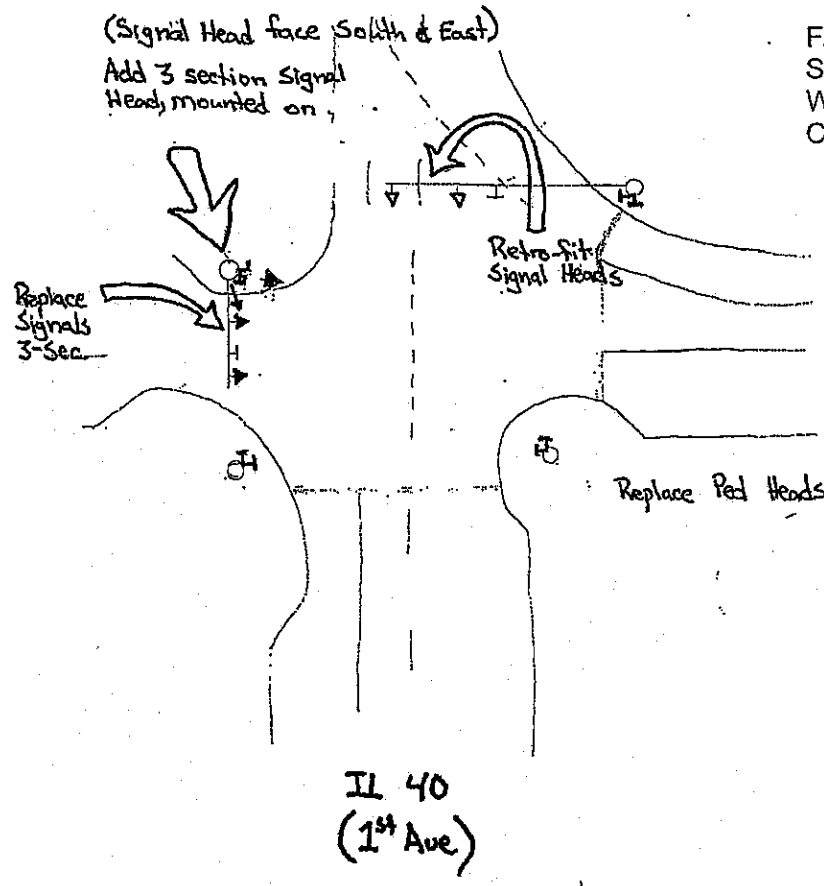 (Signal Head face South & East)
Add 3 section Signal
Head, mounted on
Retro-fit
Signal Heads
Replace
Signals
3-Sec.
Replace Ped Heads
IL 40
(1st Ave)